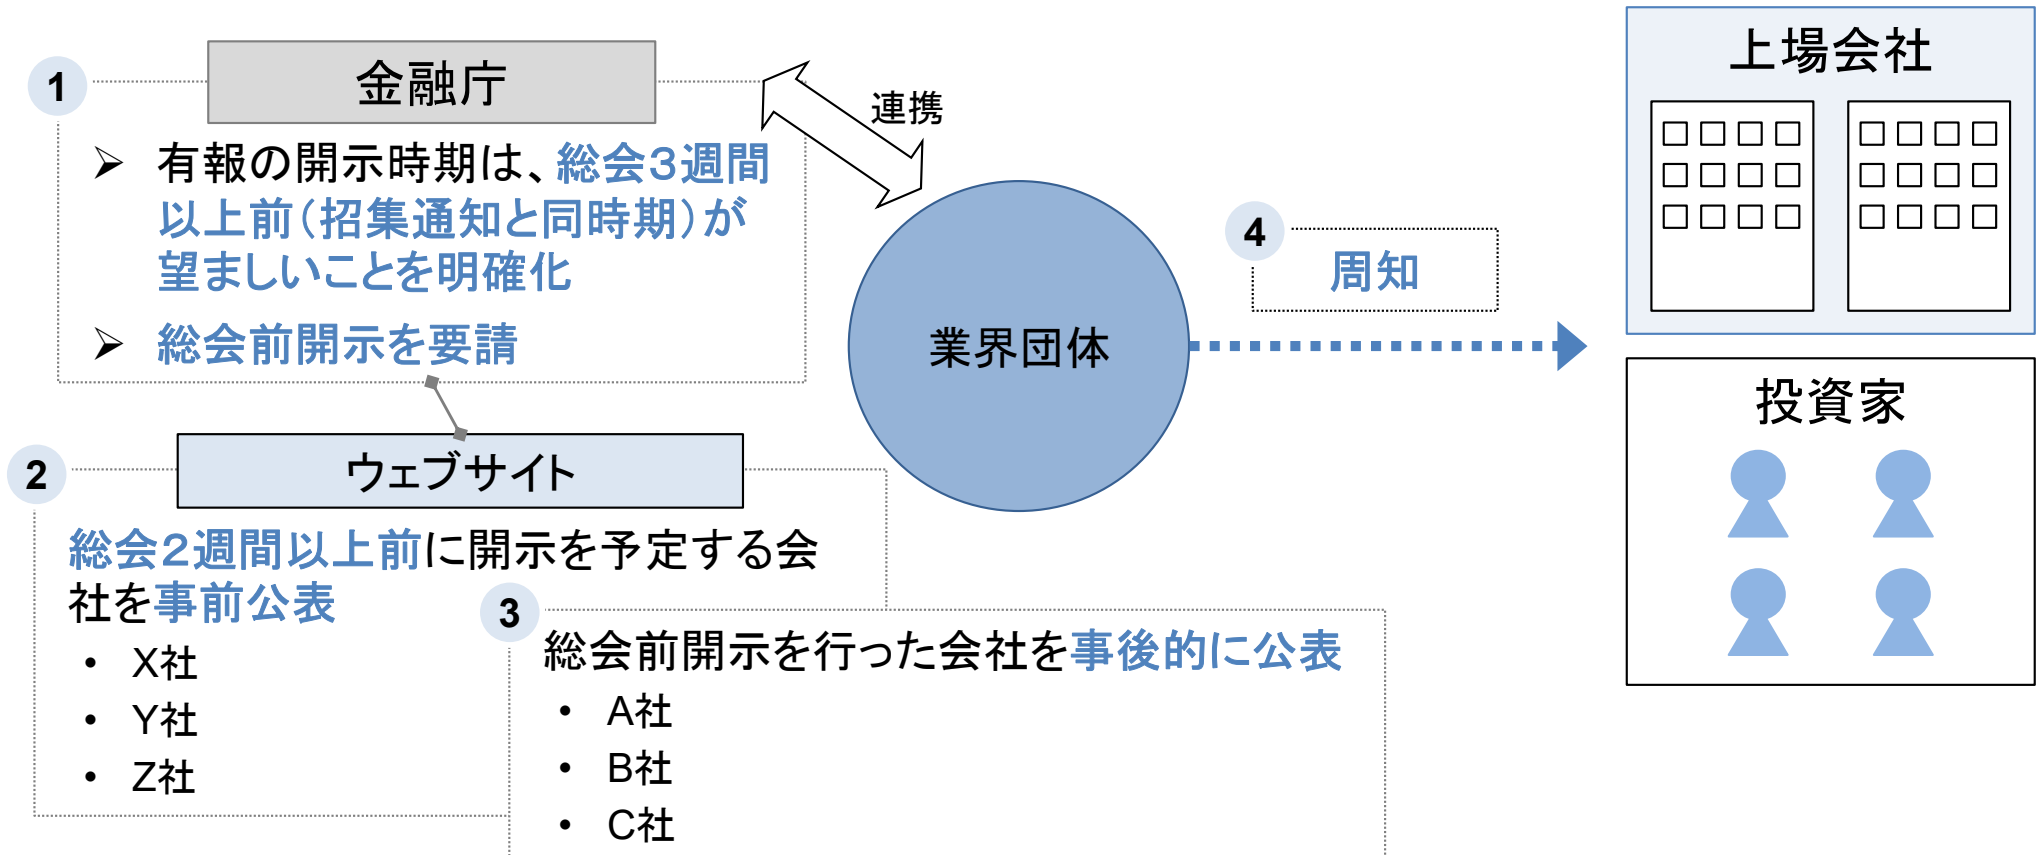 1
金融庁
➢ 有報の開示時期は、総会3週間
以上前（招集通知と同時期）が
望ましいことを明確化
➢ 総会前開示を要請
連携
業界団体
2
ウェブサイト
総会2週間以上前に開示を予定する会
社を事前公表
• X社
• Y社
• Z社
3
総会前開示を行った会社を事後的に公表
• A社
• B社
• C社
4
周知
上場会社
投資家